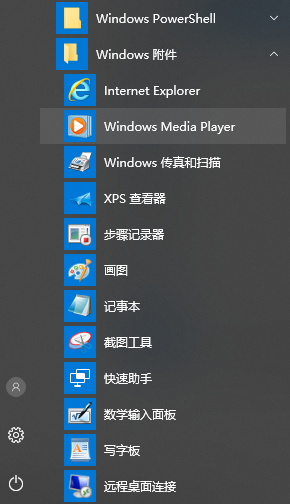 Windows PowerShell
Windows 附件
Internet Explorer
Windows Media Player
Windows 传真和扫描
XPS 查看器
步骤记录器
画图
记事本
截图工具
快速助手
数学输入面板
写字板
远程桌面连接